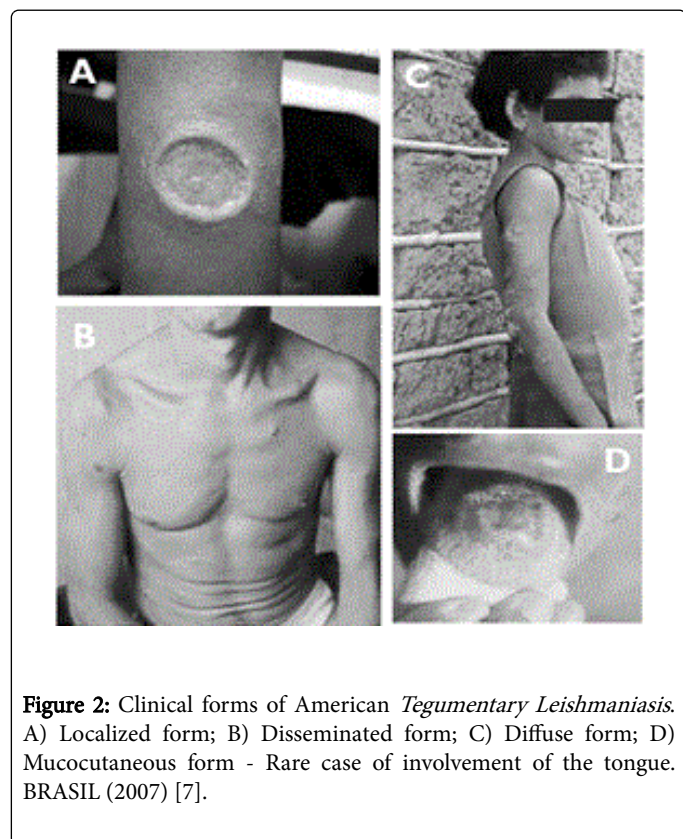 A
C
B
D
Figure 2: Clinical forms of American Tegumentary Leishmaniasis.
A) Localized form; B) Disseminated form; C) Diffuse form; D)
Mucocutaneous form - Rare case of involvement of the tongue.
BRASIL (2007) [7].